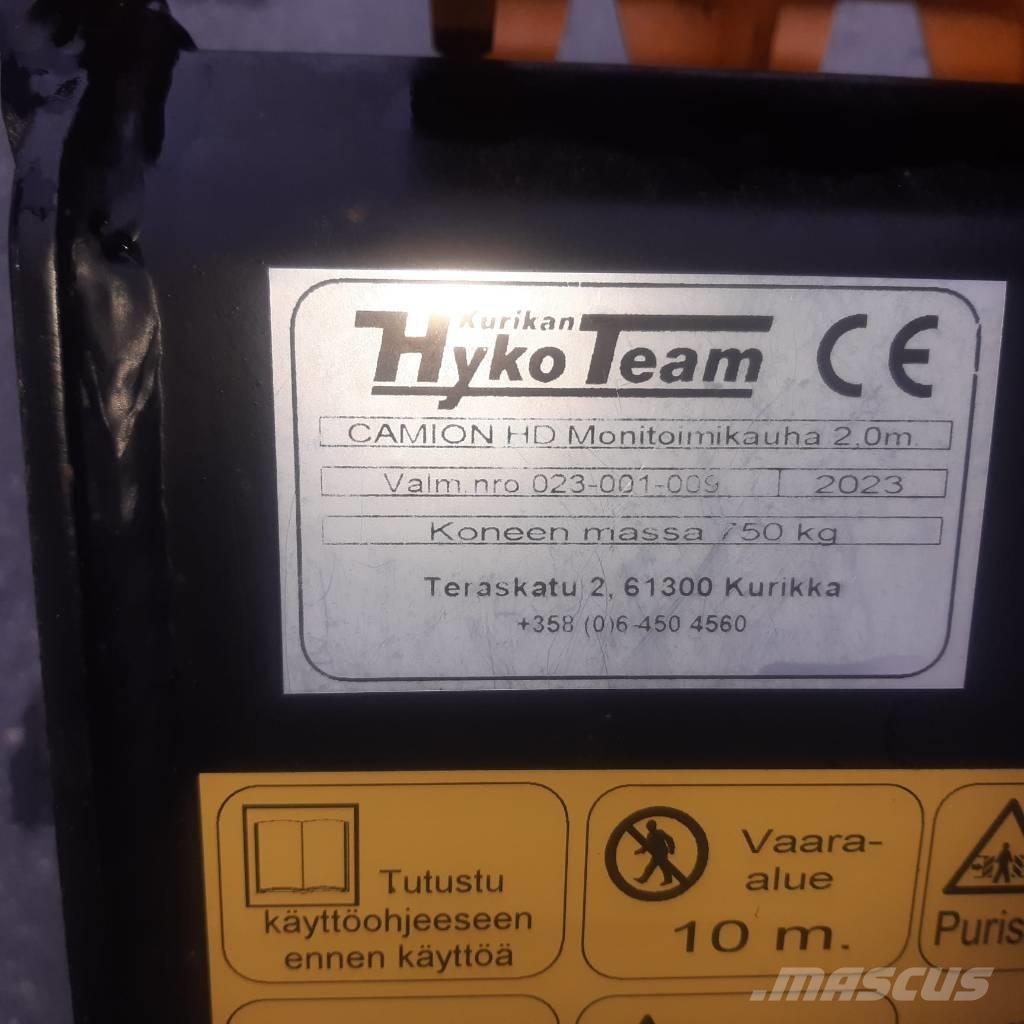 Kurikan
HykoTeam CE
CAMION HD Monitoimikauha 2,0m.
Valm.nro 023-001-009 2023
Koneen massa 750 kg
Teraskatu 2, 61300 Kurikka
+358 (0)6-450 4560
Tutustu
käyttöohjeeseen
ennen käyttöä
Vaara-
alue
10 m.
Puris
MASCUS